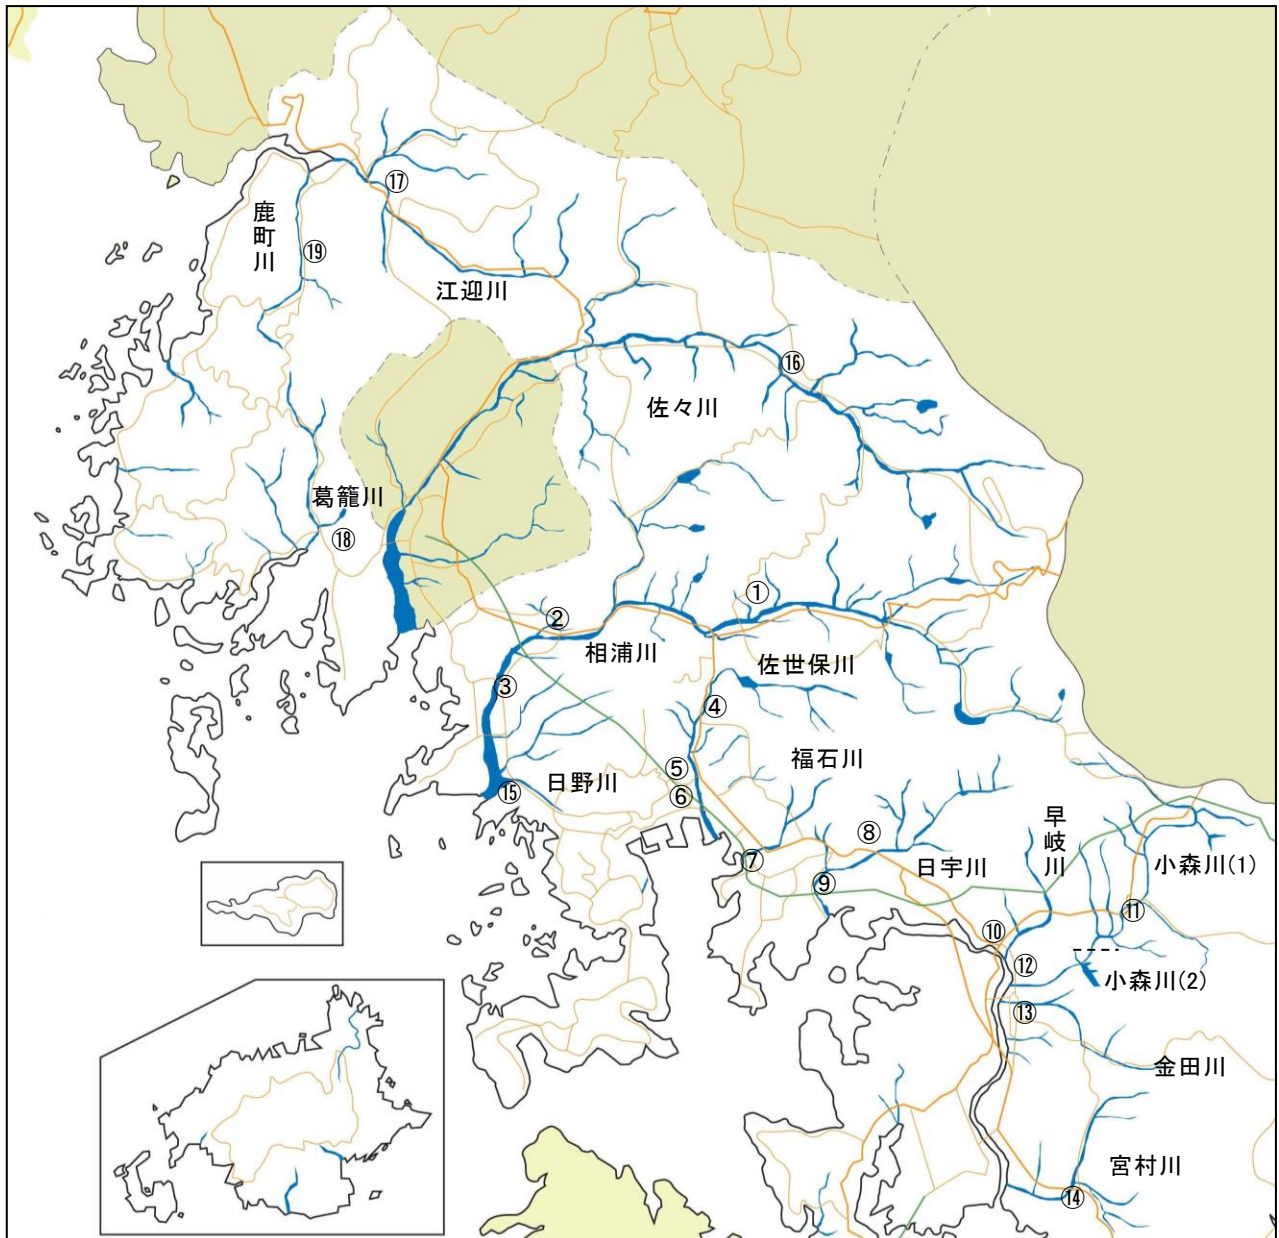 ⑰
鹿町川
⑲
江迎川
⑯
佐々川
葛籠川
⑱
①
②
相浦川
佐世保川
③
④
福石川
⑤
日野川
⑥
⑮
早岐川
⑧
⑦
日宇川
小森川(1)
⑨
⑪
⑩
⑫
小森川(2)
⑬
金田川
宮村川
⑭